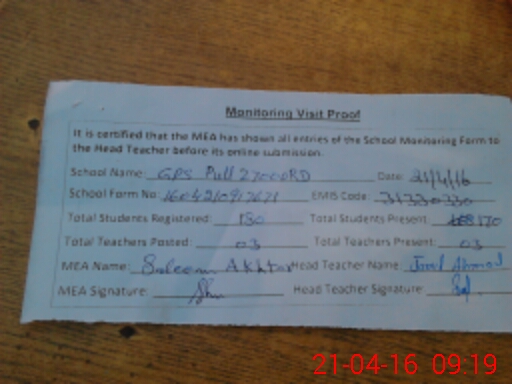 Monitoring Visit Proof
It is certified that the MEA has shown all entries of the School Monitoring Form to
the Head Teacher before its online submission.
School Name: GPS Pull 27000RD Date: 21/4/16
School Form No: EMIS Code: 31330330
Total Students Registered: 130 Total Students Present:
Total Teachers Posted: 03 Total Teachers Present: 03
MEA Name: Saleem Akhtar Head Teacher Name: Ahmad
MEA Signature: Head Teacher Signature:
21-04-16 09:19